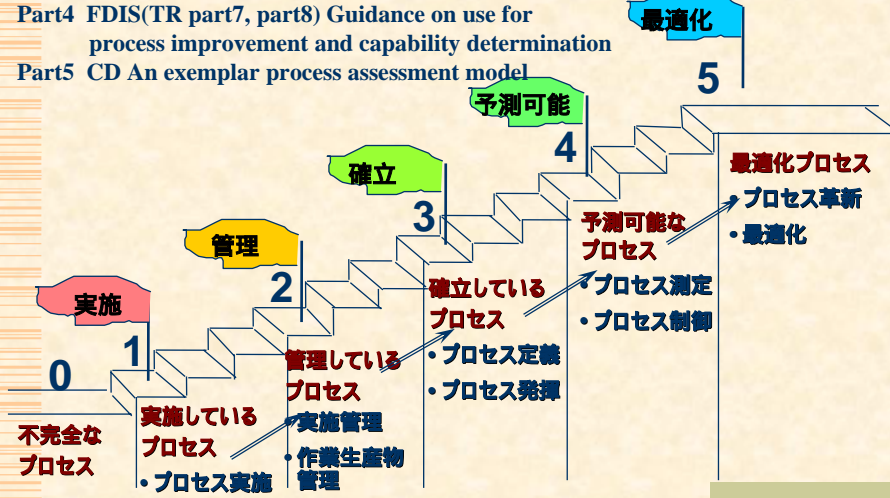 Part4 FDIS(TR part7, part8) Guidance on use for
process improvement and capability determination
Part5 CD An exemplar process assessment model
最適化
5
予測可能
4
確立
3
管理
2
実施
1
0
不完全な
プロセス
実施している
プロセス
・プロセス実施
管理している
プロセス
・実施管理
・作業生産物
管理
確立している
プロセス
・プロセス定義
・プロセス発揮
予測可能な
プロセス
・プロセス測定
・プロセス制御
最適化プロセス
・プロセス革新
・最適化